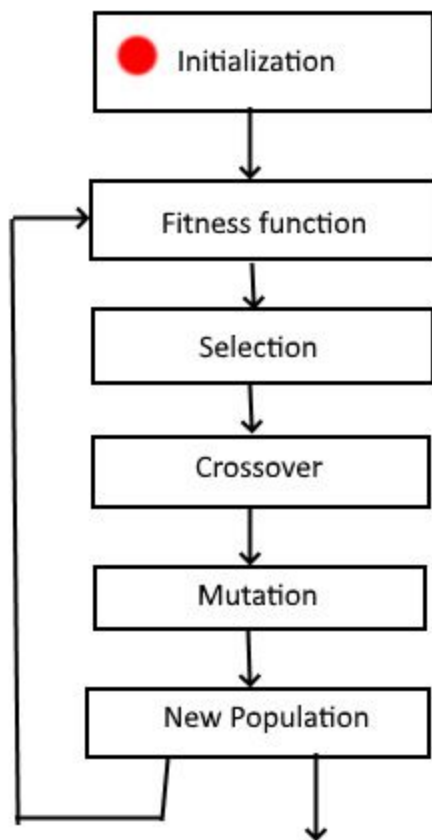 Initialization
Fitness function
Selection
Crossover
Mutation
New Population